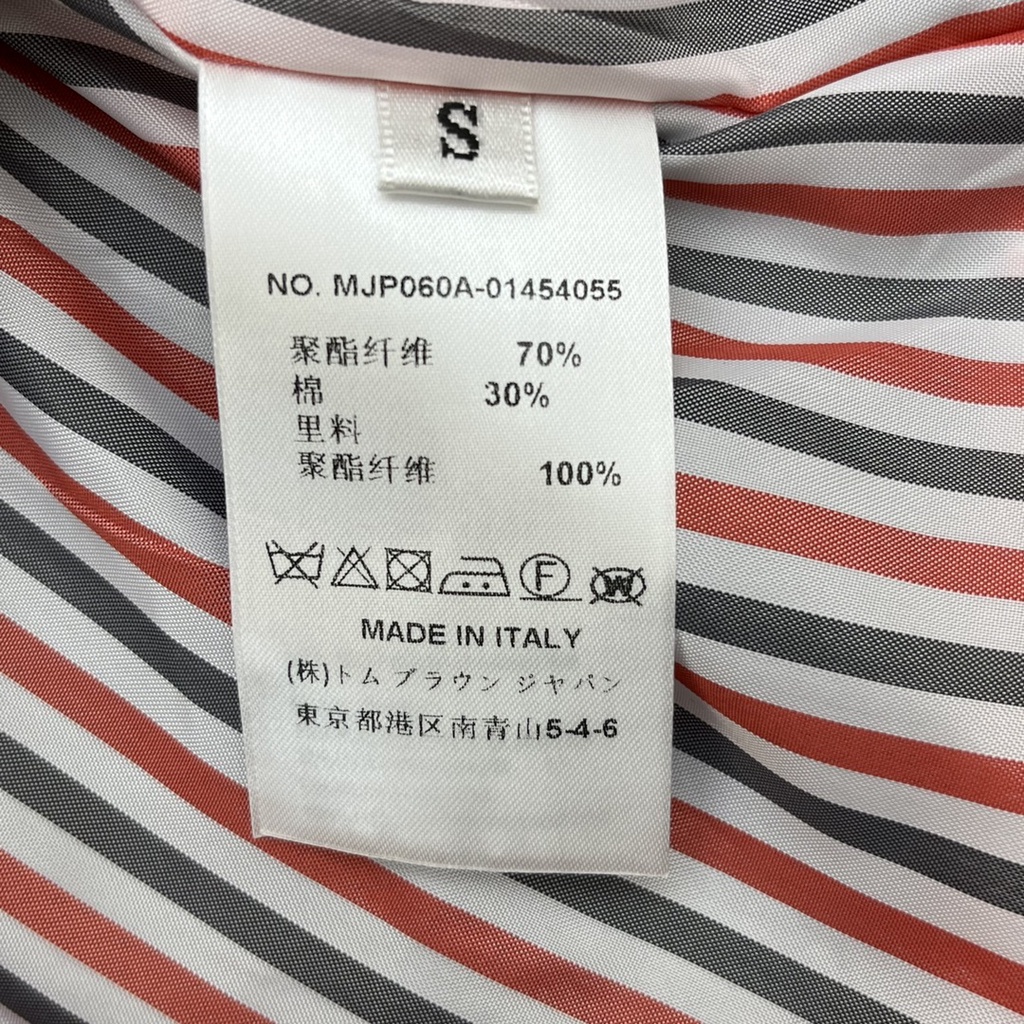 S
NO. MJP060A-01454055
聚酯纤维 70%
棉 30%
里料
聚酯纤维 100%
F W
MADE IN ITALY
(株)トム ブラウン ジャパン
東京都港区南青山5-4-6